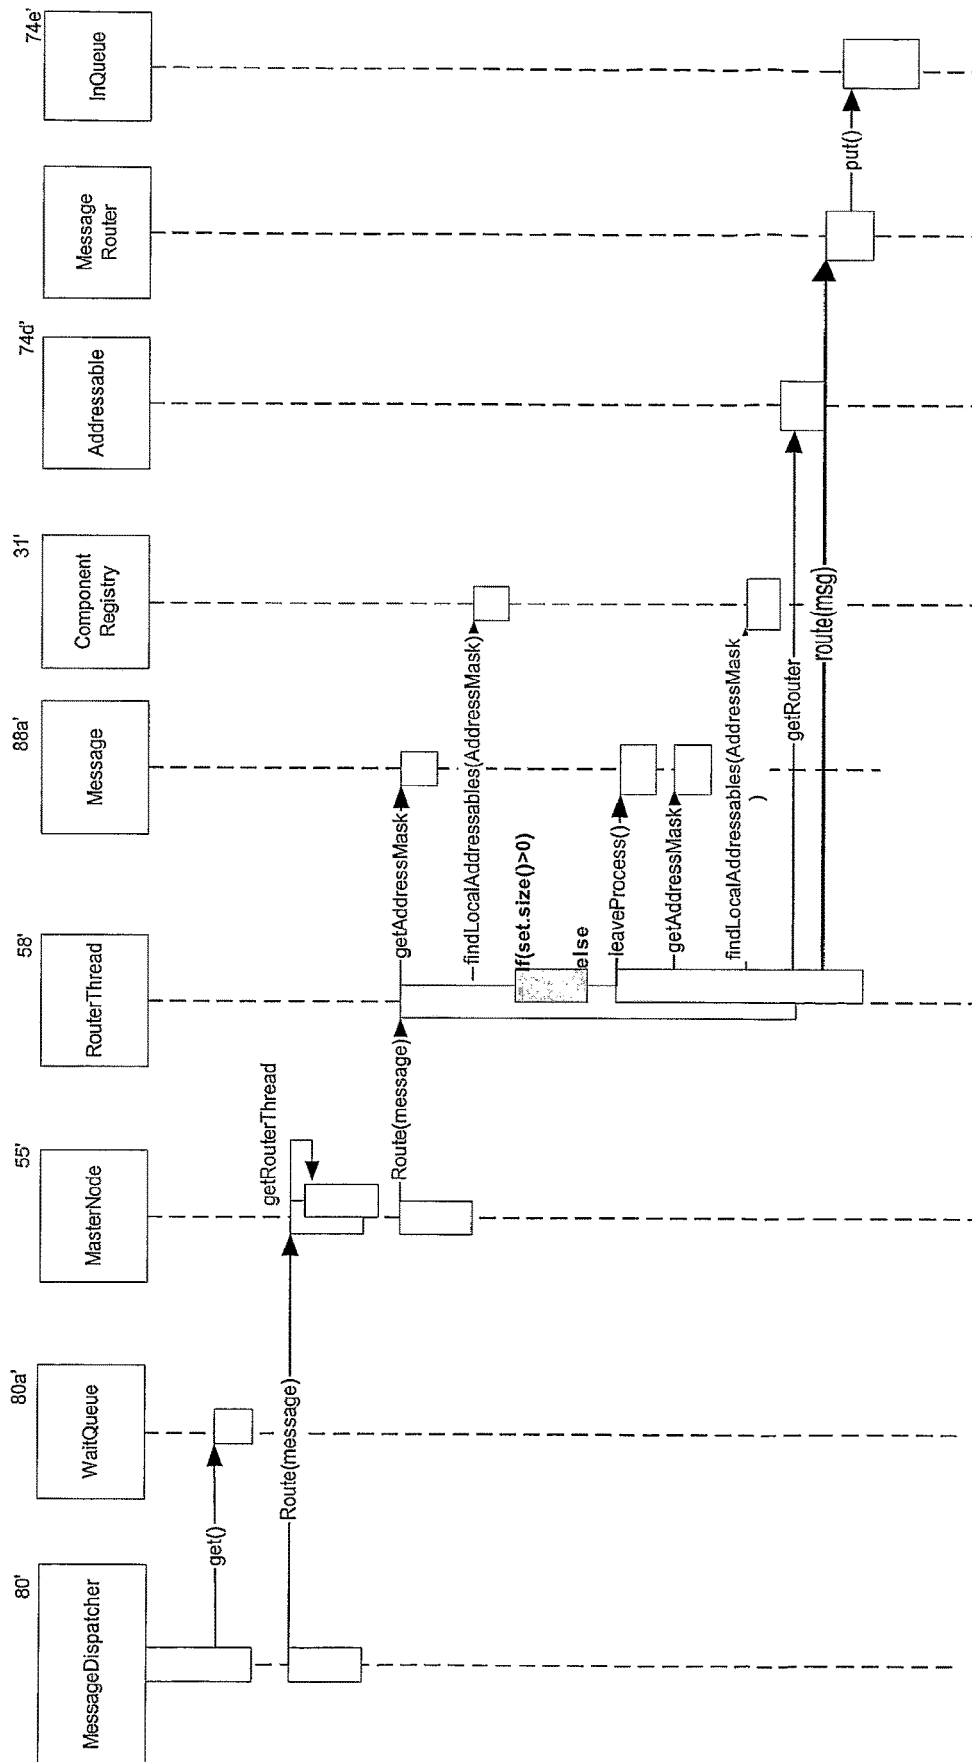 80'
MessageDispatcher
80a'
WaitQueue
55'
MasterNode
58'
RouterThread
88a'
Message
31'
Component
Registry
74d'
Addressable
Message
Router
74e'
InQueue
get()
Route(message)
getRouterThread
Route(message)
getAddressMask
findLocalAddressables(AddressMask)
if(set.size()>0)
else
leaveProcess()
getAddressMask
findLocalAddressables(AddressMask
)
getRouter
route(msg)
put()